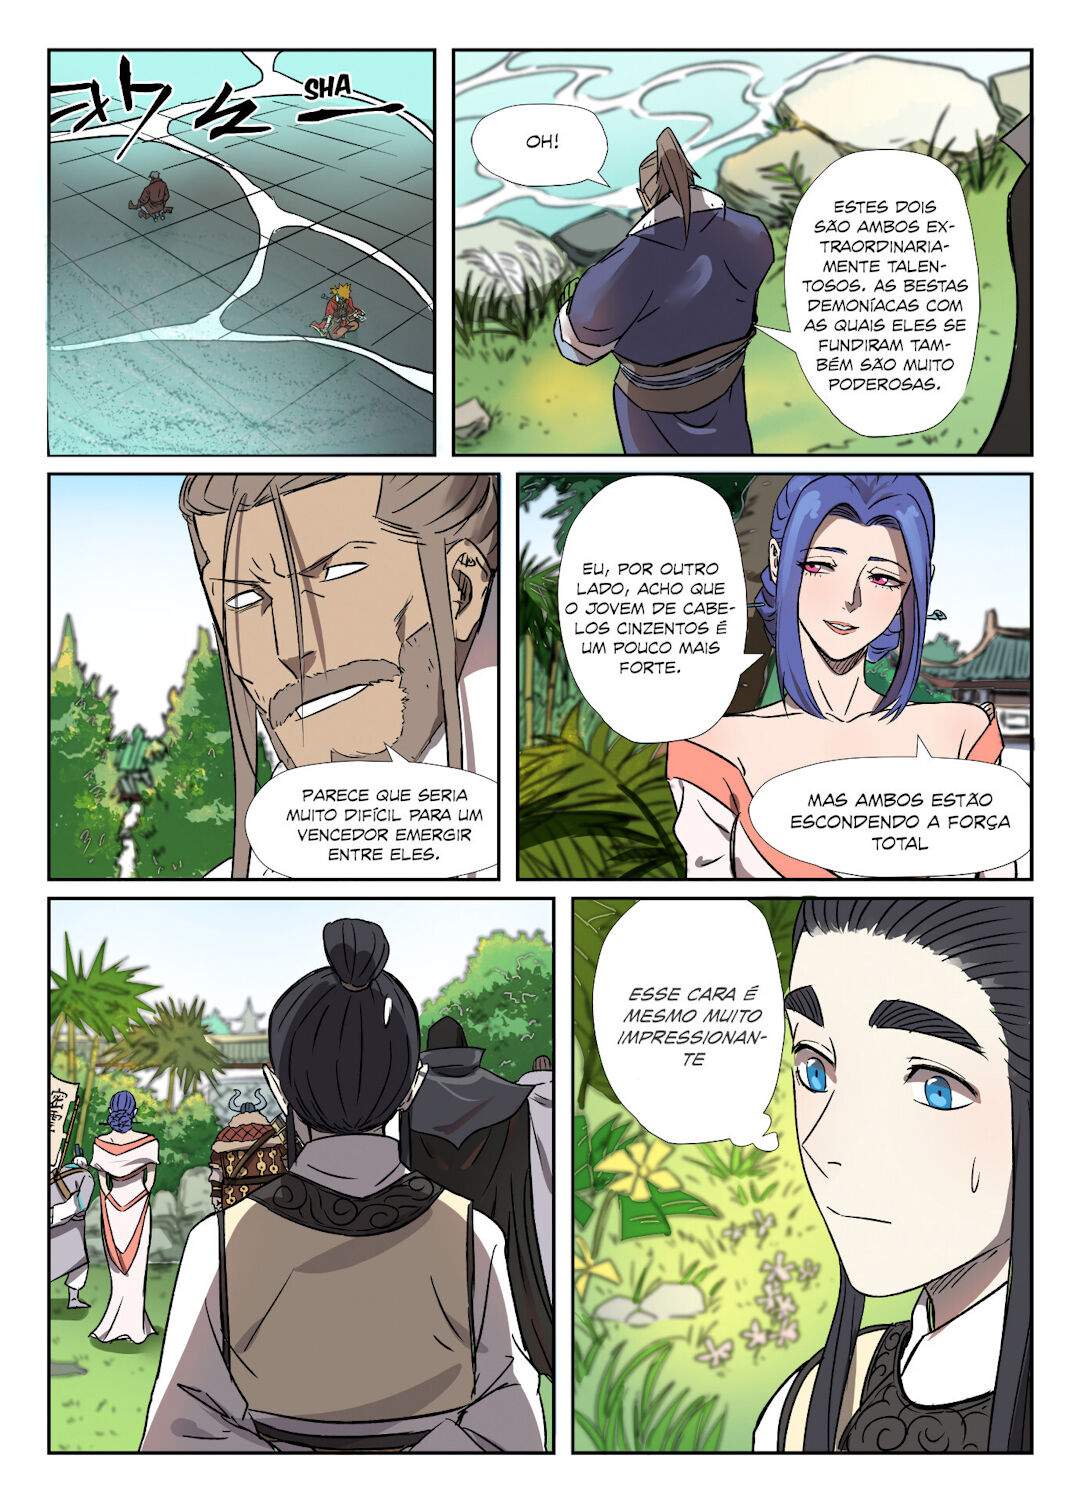 SHA
OH!
ESTES DOIS
SÃO AMBOS EX-
TRAORDINARIA-
MENTE TALEN-
TOSOS. AS BESTAS
DEMONÍACAS COM
AS QUAIS ELES SE
FUNDIRAM TAM-
BÉM SÃO MUITO
PODEROSAS.
PARECE QUE SERIA
MUITO DIFÍCIL PARA UM
VENCEDOR EMERGIR
ENTRE ELES.
EU, POR OUTRO
LADO, ACHO QUE
O JOVEM DE CABE-
LOS CINZENTOS É
UM POUCO MAIS
FORTE.
MAS AMBOS ESTÃO
ESCONDENDO A FORÇA
TOTAL
ESSE CARA É
MESMO MUITO
IMPRESSIONAN-
TE